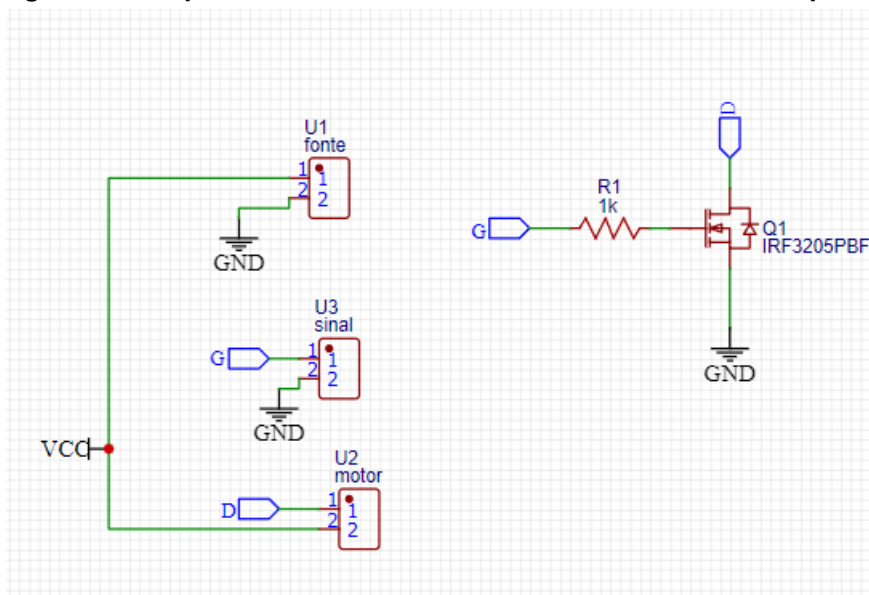 U1
fonte
1
1
2
2
GND
U3
sinal
G
1
1
2
2
GND
VCC
U2
motor
D
1
1
2
2
D
R1
1k
G
Q1
IRF3205PBF
GND